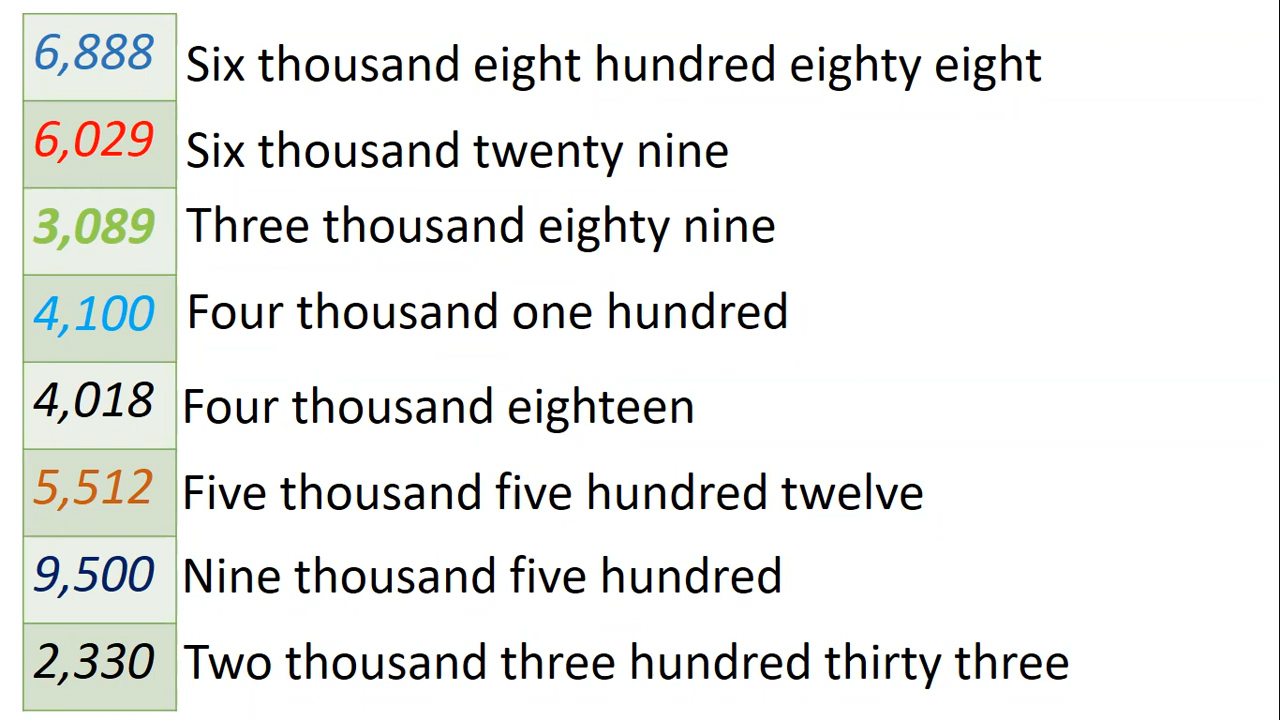 6,888 Six thousand eight hundred eighty eight
6,029 Six thousand twenty nine
3,089 Three thousand eighty nine
4,100 Four thousand one hundred
4,018 Four thousand eighteen
5,512 Five thousand five hundred twelve
9,500 Nine thousand five hundred
2,330 Two thousand three hundred thirty three